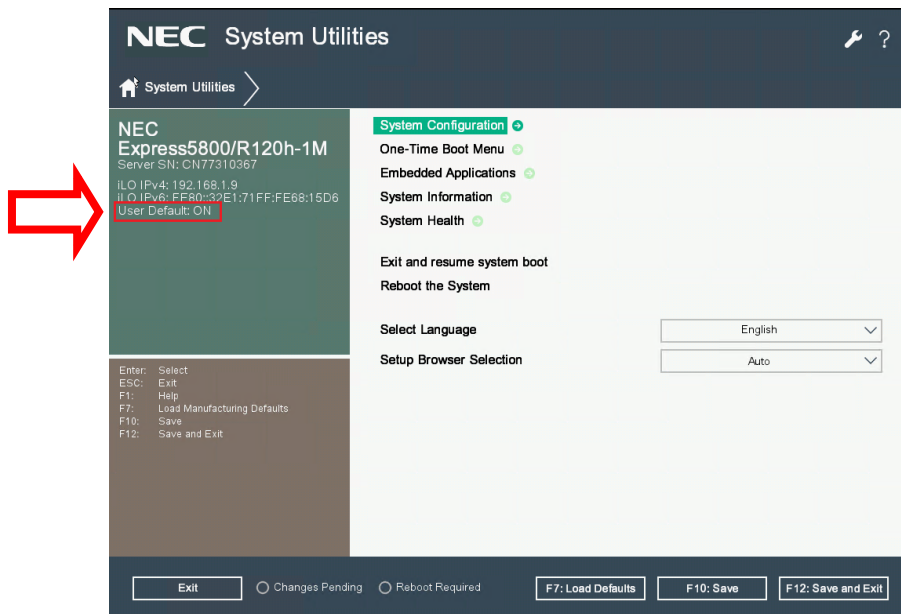 NEC System Utilities
?
System Utilities
NEC
Express5800/R120h-1M
Server SN: CN77310367
iLO IPv4: 192.168.1.9
iLO IPv6: FE80::32E1:71FF:FE68:15D6
User Default: ON
System Configuration
One-Time Boot Menu
Embedded Applications
System Information
System Health
Exit and resume system boot
Reboot the System
Select Language English
Setup Browser Selection Auto
Enter: Select
ESC: Exit
F1: Help
F7: Load Manufacturing Defaults
F10: Save
F12: Save and Exit
Exit Changes Pending Reboot Required F7: Load Defaults F10: Save F12: Save and Exit